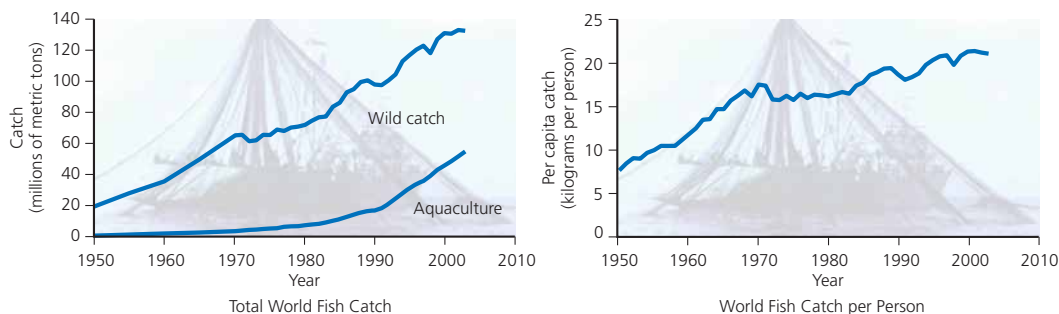 140
120
100
80
60
40
20
0
Catch
(millions of metric tons)
Wild catch
Aquaculture
1950 1960 1970 1980 1990 2000 2010
Year
Total World Fish Catch
25
20
15
10
5
0
Per capita catch
(kilograms per person)
1950 1960 1970 1980 1990 2000 2010
Year
World Fish Catch per Person